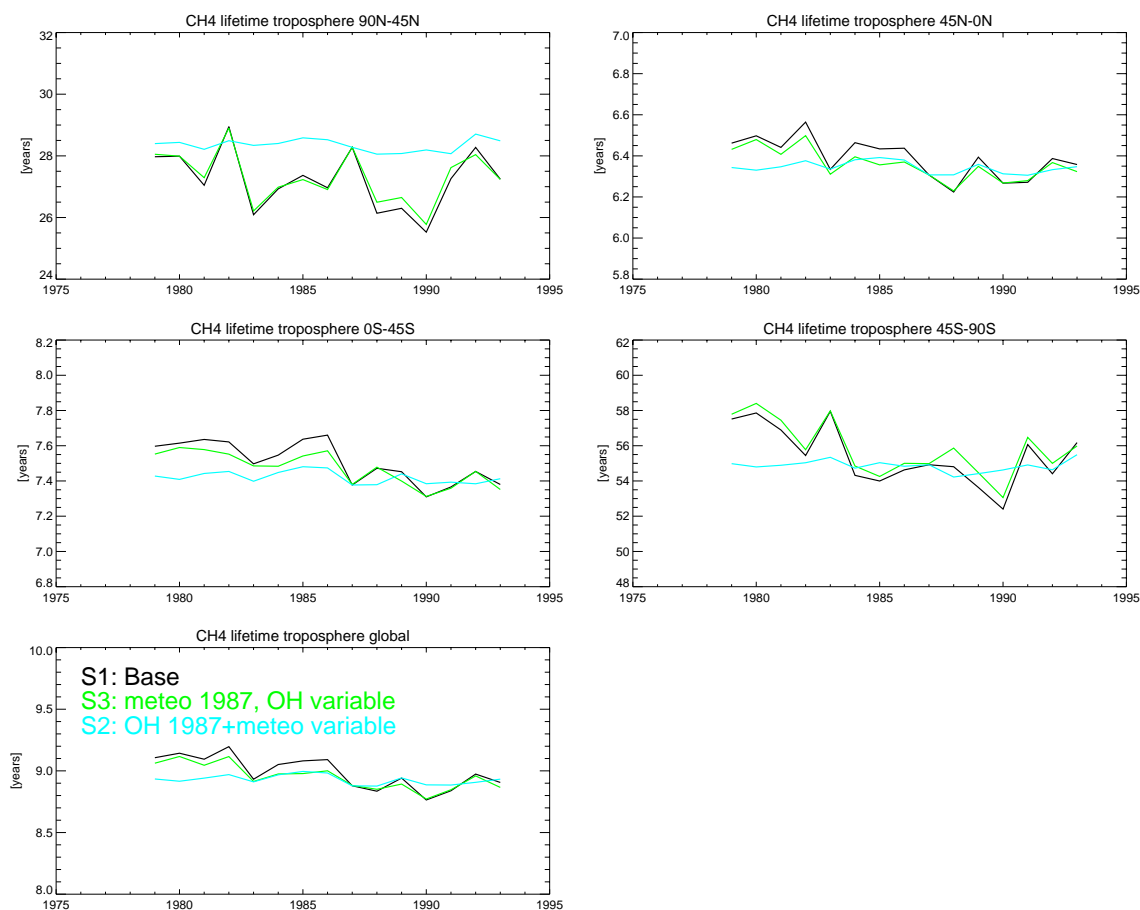 CH4 lifetime troposphere 90N-45N
32
30
28
26
24
[years]
1975 1980 1985 1990 1995
CH4 lifetime troposphere 45N-0N
7.0
6.8
6.6
6.4
6.2
6.0
5.8
[years]
1975 1980 1985 1990 1995
CH4 lifetime troposphere 0S-45S
8.2
8.0
7.8
7.6
7.4
7.2
7.0
6.8
[years]
1975 1980 1985 1990 1995
CH4 lifetime troposphere 45S-90S
62
60
58
56
54
52
50
48
[years]
1975 1980 1985 1990 1995
CH4 lifetime troposphere global
10.0
9.5
9.0
8.5
8.0
[years]
S1: Base
S3: meteo 1987, OH variable
S2: OH 1987+meteo variable
1975 1980 1985 1990 1995